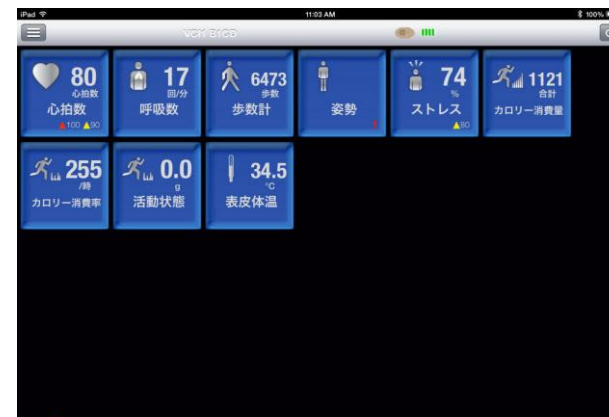 iPad
11:03 AM
100%
80
心拍数
心拍数
100
90
17
回/分
呼吸数
6473
歩数
歩数計
姿勢
74
%
ストレス
80
1121
合計
カロリー消費量
255
/時
カロリー消費率
0.0
g
活動状態
34.5
°C
表皮体温